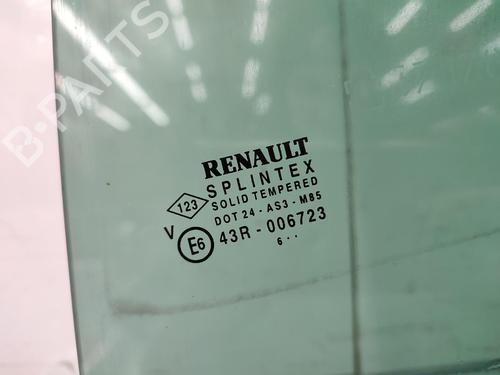 B-PARTS
RENAULT
SPLINTEX
123 SOLID TEMPERED
DOT 24 - AS3 - M85
V E6 43R - 006723
6 · ·